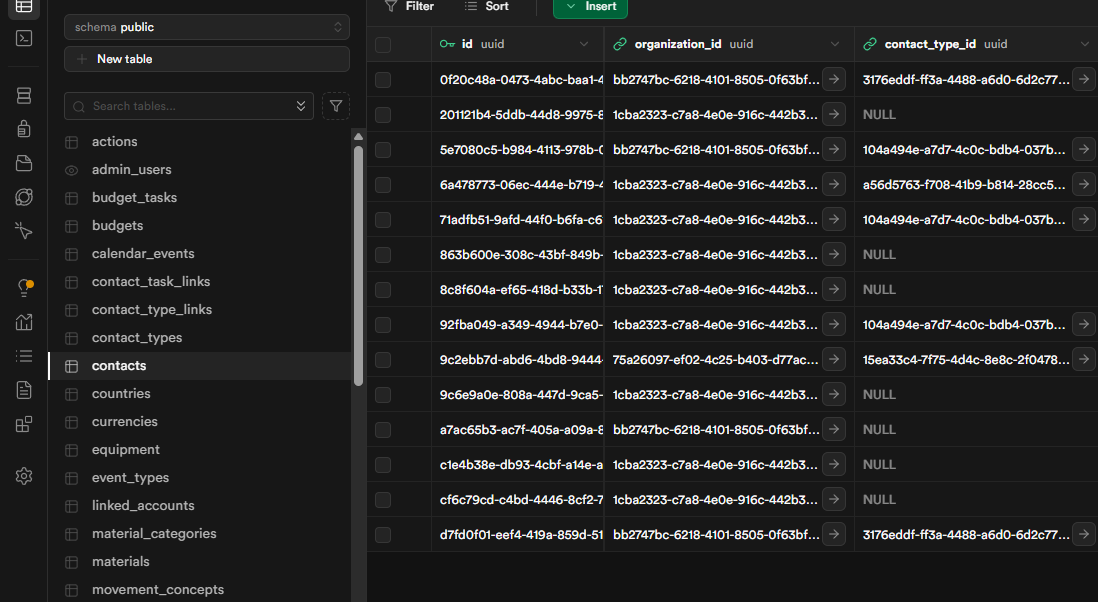 schema public
New table
Search tables...
actions
admin_users
budget_tasks
budgets
calendar_events
contact_task_links
contact_type_links
contact_types
contacts
countries
currencies
equipment
event_types
linked_accounts
material_categories
materials
movement_concepts
Filter Sort Insert
id uuid organization_id uuid contact_type_id uuid
0f20c48a-0473-4abc-baa1-4 bb2747bc-6218-4101-8505-0f63bf... 3176eddf-ff3a-4488-a6d0-6d2c77...
201121b4-5ddb-44d8-9975-8 1cba2323-c7a8-4e0e-916c-442b3... NULL
5e7080c5-b984-4113-978b-0 bb2747bc-6218-4101-8505-0f63bf... 104a494e-a7d7-4c0c-bdb4-037b...
6a478773-06ec-444e-b719-4 1cba2323-c7a8-4e0e-916c-442b3... a56d5763-f708-41b9-b814-28cc5...
71adfb51-9afd-44f0-b6fa-c6 1cba2323-c7a8-4e0e-916c-442b3... 104a494e-a7d7-4c0c-bdb4-037b...
863b600e-308c-43bf-849b- 1cba2323-c7a8-4e0e-916c-442b3... NULL
8c8f604a-ef65-418d-b33b-1 1cba2323-c7a8-4e0e-916c-442b3... NULL
92fba049-a349-4944-b7e0- 1cba2323-c7a8-4e0e-916c-442b3... 104a494e-a7d7-4c0c-bdb4-037b...
9c2ebb7d-abd6-4bd8-9444- 75a26097-ef02-4c25-b403-d77ac... 15ea33c4-7f75-4d4c-8e8c-2f0478...
9c6e9a0e-808a-447d-9ca5- 1cba2323-c7a8-4e0e-916c-442b3... NULL
a7ac65b3-ac7f-405a-a09a-8 bb2747bc-6218-4101-8505-0f63bf... NULL
c1e4b38e-db93-4cbf-a14e-a 1cba2323-c7a8-4e0e-916c-442b3... NULL
cf6c79cd-c4bd-4446-8cf2-7 1cba2323-c7a8-4e0e-916c-442b3... NULL
d7fd0f01-eef4-419a-859d-51 bb2747bc-6218-4101-8505-0f63bf... 3176eddf-ff3a-4488-a6d0-6d2c77...